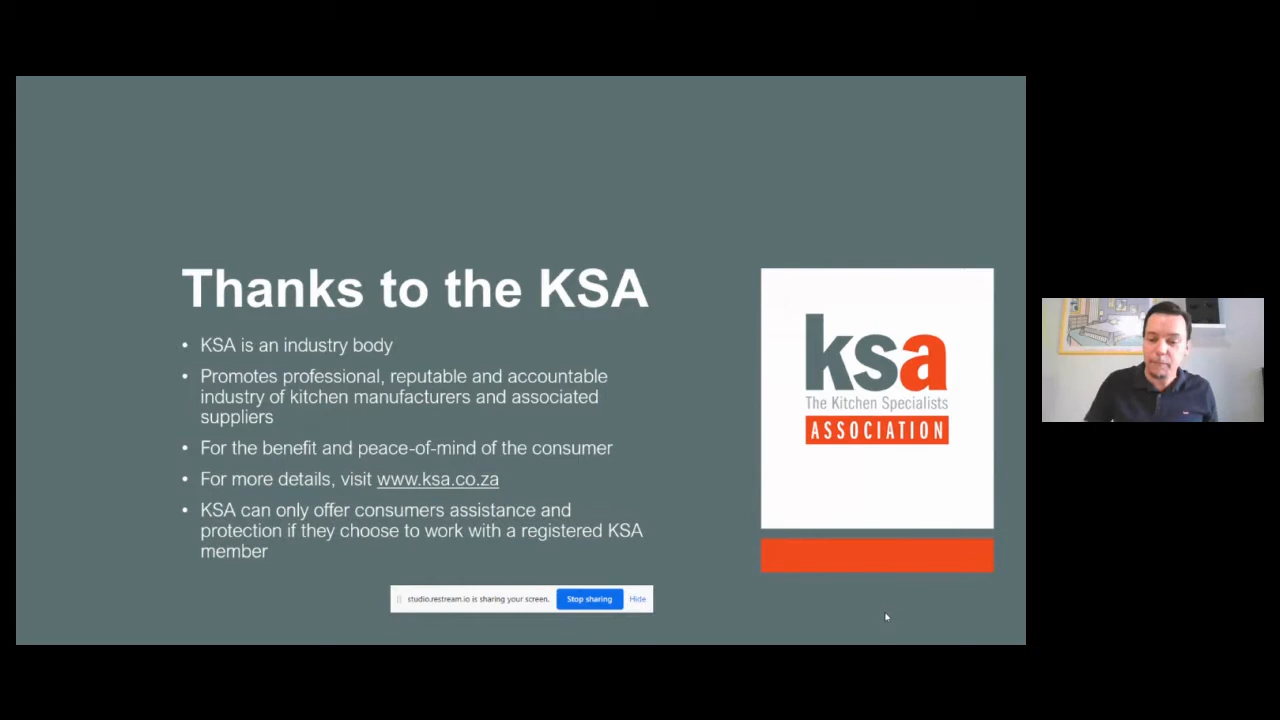 Thanks to the KSA
• KSA is an industry body
• Promotes professional, reputable and accountable
industry of kitchen manufacturers and associated
suppliers
• For the benefit and peace-of-mind of the consumer
• For more details, visit www.ksa.co.za
• KSA can only offer consumers assistance and
protection if they choose to work with a registered KSA
member
ksa
The Kitchen Specialists
ASSOCIATION
studio.restream.io is sharing your screen. Stop sharing Hide